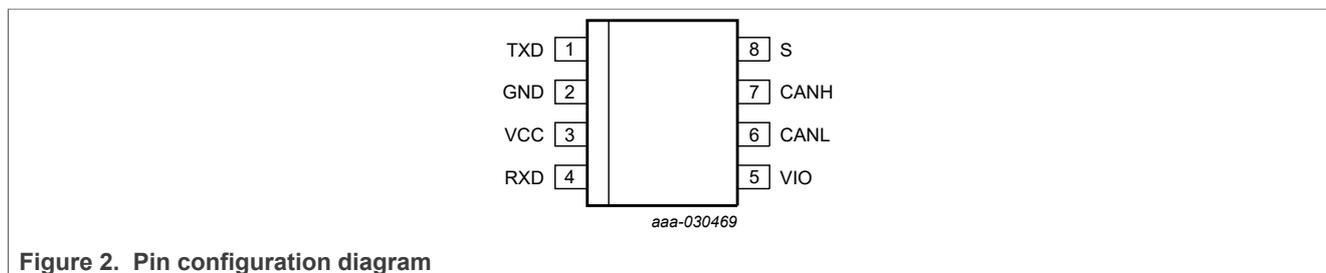 TXD 1 8 S
GND 2 7 CANH
VCC 3 6 CANL
RXD 4 5 VIO
aaa-030469
Figure 2. Pin configuration diagram